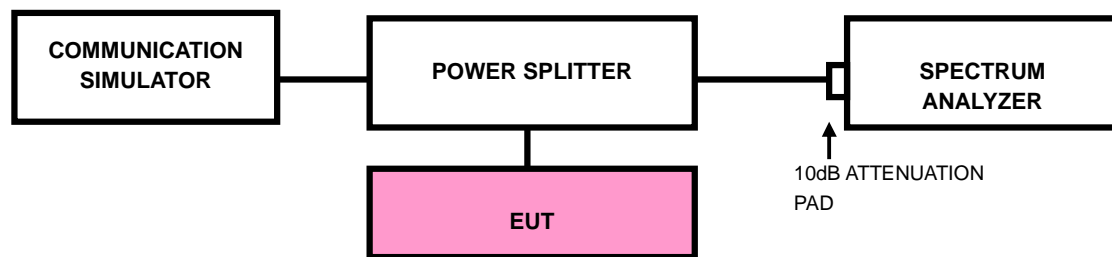 COMMUNICATION
SIMULATOR
POWER SPLITTER
SPECTRUM
ANALYZER
10dB ATTENUATION
PAD
EUT